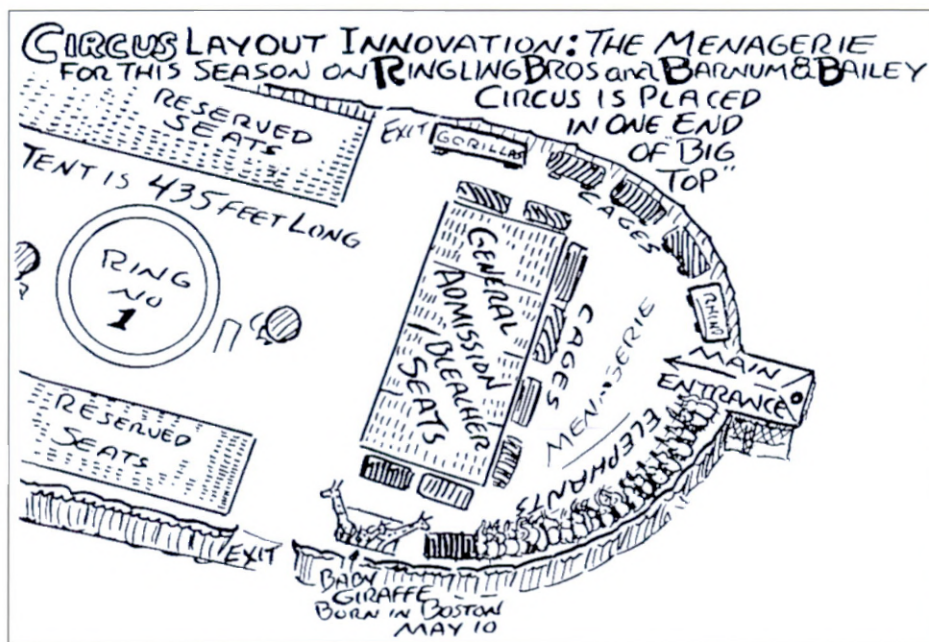 CIRCUS LAYOUT INNOVATION: THE MENAGERIE
FOR THIS SEASON ON RINGLING BROS and BARNUM & BAILEY
CIRCUS IS PLACED
IN ONE END
OF "BIG
TOP"
RESERVED
SEATS
EXIT
GORILLAS
CAGES
TENT IS 435 FEET LONG
RING
NO
1
GENERAL
ADMISSION
BLEACHER
SEATS
CAGES
MENAGERIE
RHINO
MAIN
ENTRANCE
ELEPHANTS
RESERVED
SEATS
EXIT
BABY
GIRAFFE
BORN IN BOSTON
MAY 10